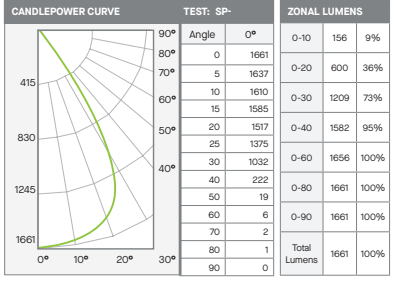 CANDLEPOWER CURVE
90°
80°
70°
60°
50°
40°
415
830
1245
1661
0° 10° 20° 30°
TEST: SP-
Angle 0°
0 1661
5 1637
10 1610
15 1585
20 1517
25 1375
30 1032
40 222
50 19
60 6
70 2
80 1
90 0
ZONAL LUMENS
0-10 156 9%
0-20 600 36%
0-30 1209 73%
0-40 1582 95%
0-60 1656 100%
0-80 1661 100%
0-90 1661 100%
Total
Lumens 1661 100%